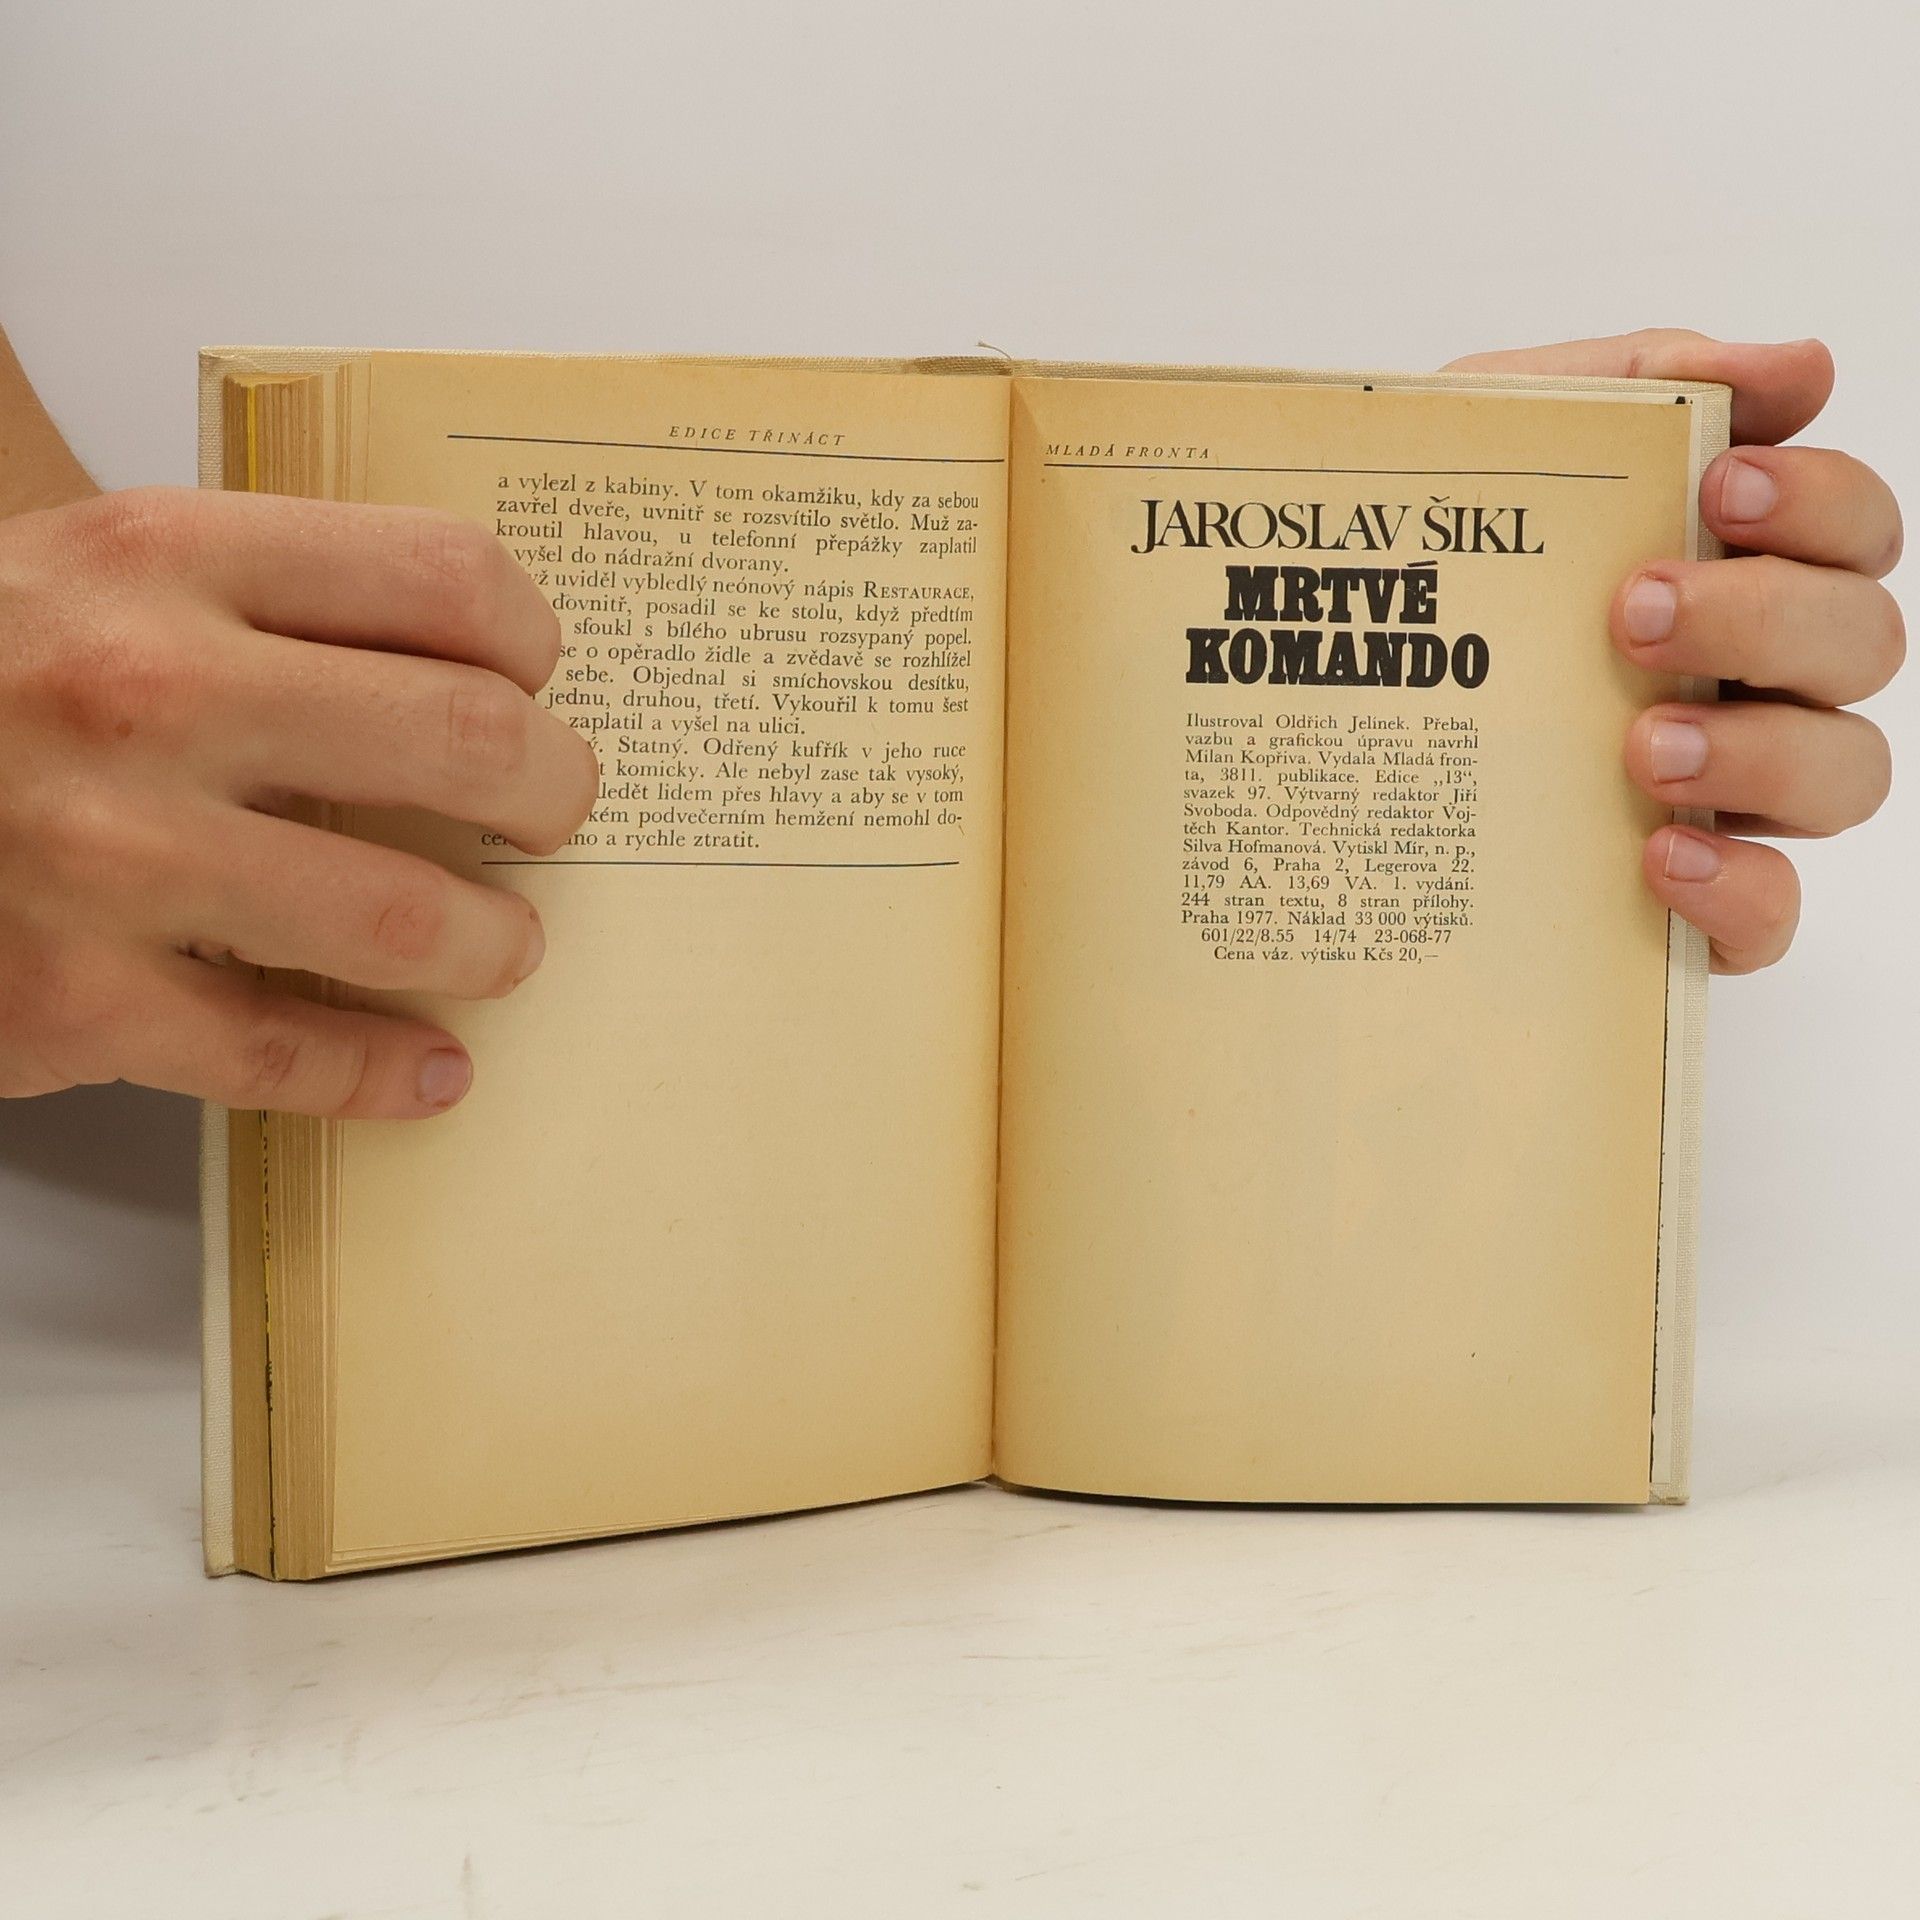 EDICE TŘINÁCT
a vylezl z kabiny. V tom okamžiku, kdy za sebou
zavřel dveře, uvnitř se rozsvítilo světlo. Muž za-
kroutil hlavou, u telefonní přepážky zaplatil
vyšel do nádražní dvorany.
uviděl vybledlý neónový nápis RESTAURACE,
dovnitř, posadil se ke stolu, když předtím
sfoukl s bílého ubrusu rozsypaný popel.
se o opěradlo židle a zvědavě se rozhlížel
sebe. Objednal si smíchovskou desítku,
jednu, druhou, třetí. Vykouřil k tomu šest
zaplatil a vyšel na ulici.
Statný. Odřený kufřík v jeho ruce
komicky. Ale nebyl zase tak vysoký,
lidem přes hlavy a aby se v tom
podvečerním hemžení nemohl do-
a rychle ztratit.
MLADÁ FRONTA
JAROSLAV ŠIKL
MRTVÉ
KOMANDO
Ilustroval Oldřich Jelínek. Přebal,
vazbu a grafickou úpravu navrhl
Milan Kopřiva. Vydala Mladá fron-
ta, 3811. publikace. Edice „13“,
svazek 97. Výtvarný redaktor Jiří
Svoboda. Odpovědný redaktor Voj-
těch Kantor. Technická redaktorka
Silva Hofmanová. Vytiskl Mír, n. p.,
závod 6, Praha 2, Legerova 22.
11,79 AA. 13,69 VA. 1. vydání.
244 stran textu, 8 stran přílohy.
Praha 1977. Náklad 33 000 výtisků.
601/22/8.55 14/74 23-068-77
Cena váz. výtisku Kčs 20,—